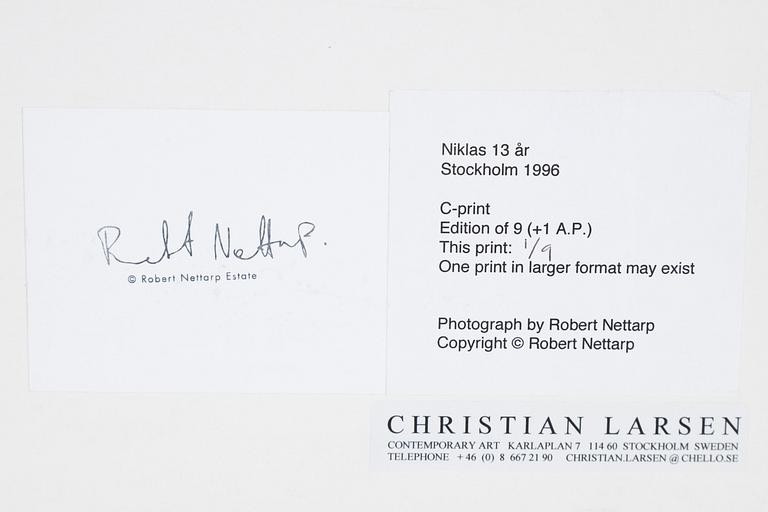 Robert Nettarp.
© Robert Nettarp Estate
Niklas 13 år
Stockholm 1996
C-print
Edition of 9 (+1 A.P.)
This print: 1/9
One print in larger format may exist
Photograph by Robert Nettarp
Copyright © Robert Nettarp
CHRISTIAN LARSEN
CONTEMPORARY ART KARLAPLAN 7 114 60 STOCKHOLM SWEDEN
TELEPHONE +46 (0) 8 667 21 90 CHRISTIAN.LARSEN @ CHELLO.SE